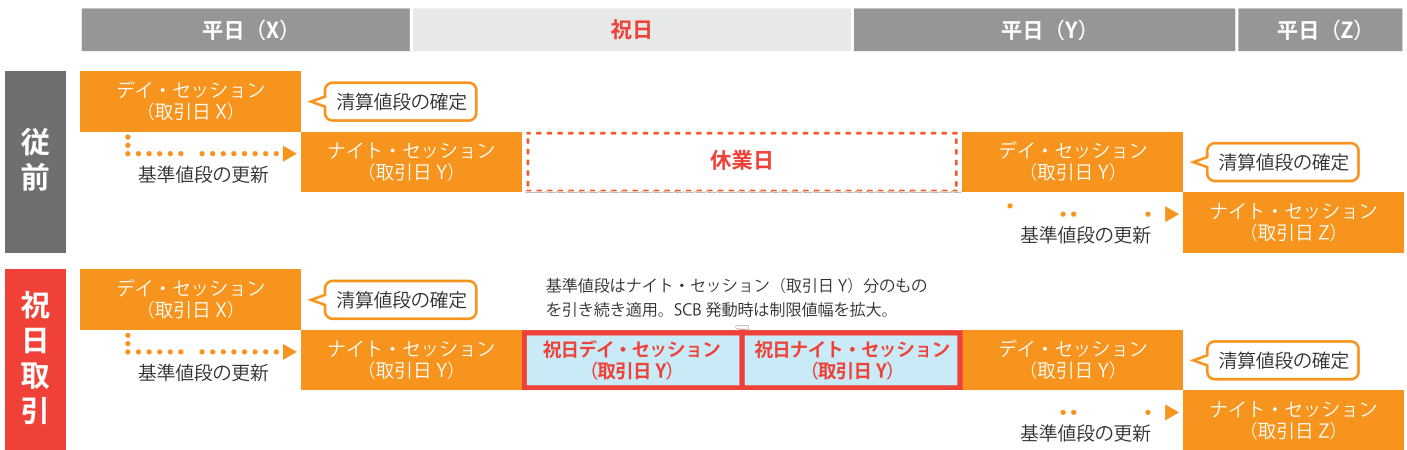 平日（X）
祝日
平日（Y）
平日（Z）
従前
デイ・セッション
（取引日 X）
清算値段の確定
基準値段の更新
ナイト・セッション
（取引日 Y）
休業日
デイ・セッション
（取引日 Y）
清算値段の確定
基準値段の更新
ナイト・セッション
（取引日 Z）
祝日取引
デイ・セッション
（取引日 X）
清算値段の確定
基準値段の更新
ナイト・セッション
（取引日 Y）
基準値段はナイト・セッション（取引日 Y）分のもの
を引き続き適用。SCB 発動時は制限値幅を拡大。
祝日デイ・セッション
（取引日 Y）
祝日ナイト・セッション
（取引日 Y）
デイ・セッション
（取引日 Y）
清算値段の確定
基準値段の更新
ナイト・セッション
（取引日 Z）